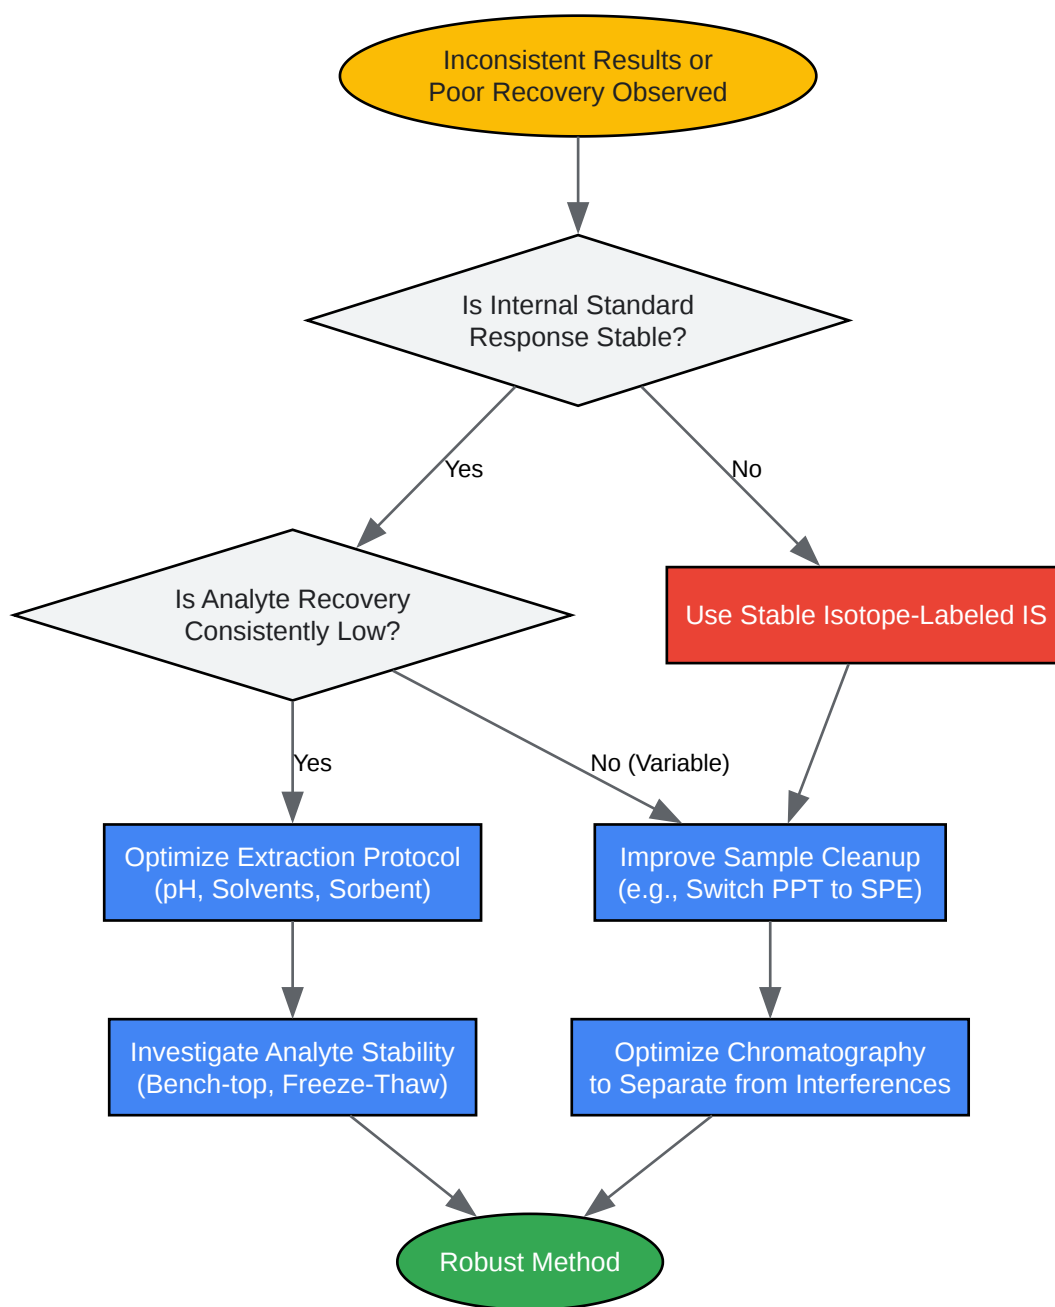 Inconsistent Results or
Poor Recovery Observed
Is Internal Standard
Response Stable?
Yes
No
Is Analyte Recovery
Consistently Low?
Use Stable Isotope-Labeled IS
Yes
No (Variable)
Optimize Extraction Protocol
(pH, Solvents, Sorbent)
Improve Sample Cleanup
(e.g., Switch PPT to SPE)
Investigate Analyte Stability
(Bench-top, Freeze-Thaw)
Optimize Chromatography
to Separate from Interferences
Robust Method